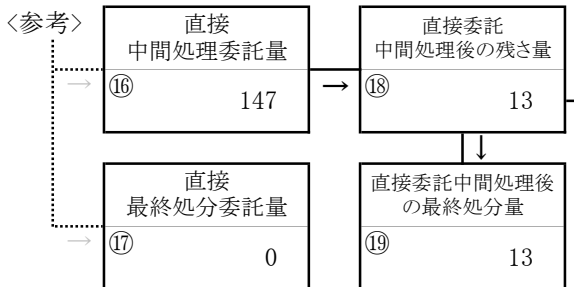 〈参考〉
直接
中間処理委託量
⑯
147
→
→
直接委託
中間処理後の残さ量
⑱
13
↓
直接
最終処分委託量
⑰
0
→
直接委託中間処理後
の最終処分量
⑲
13